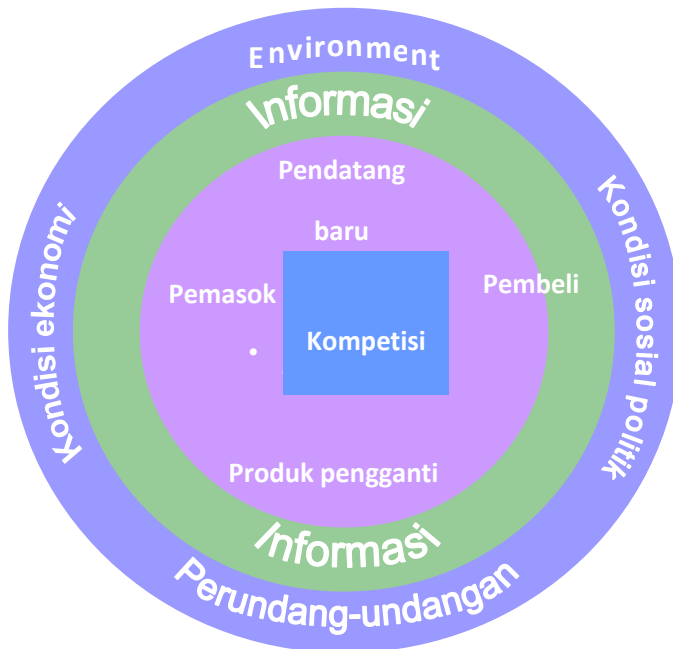 Environment
Informasi
Pendatang
baru
Kondisi ekonomi
Pemasok
Pembeli
Kondisi sosial politik
Kompetisi
Produk pengganti
Informasi
Perundang-undangan